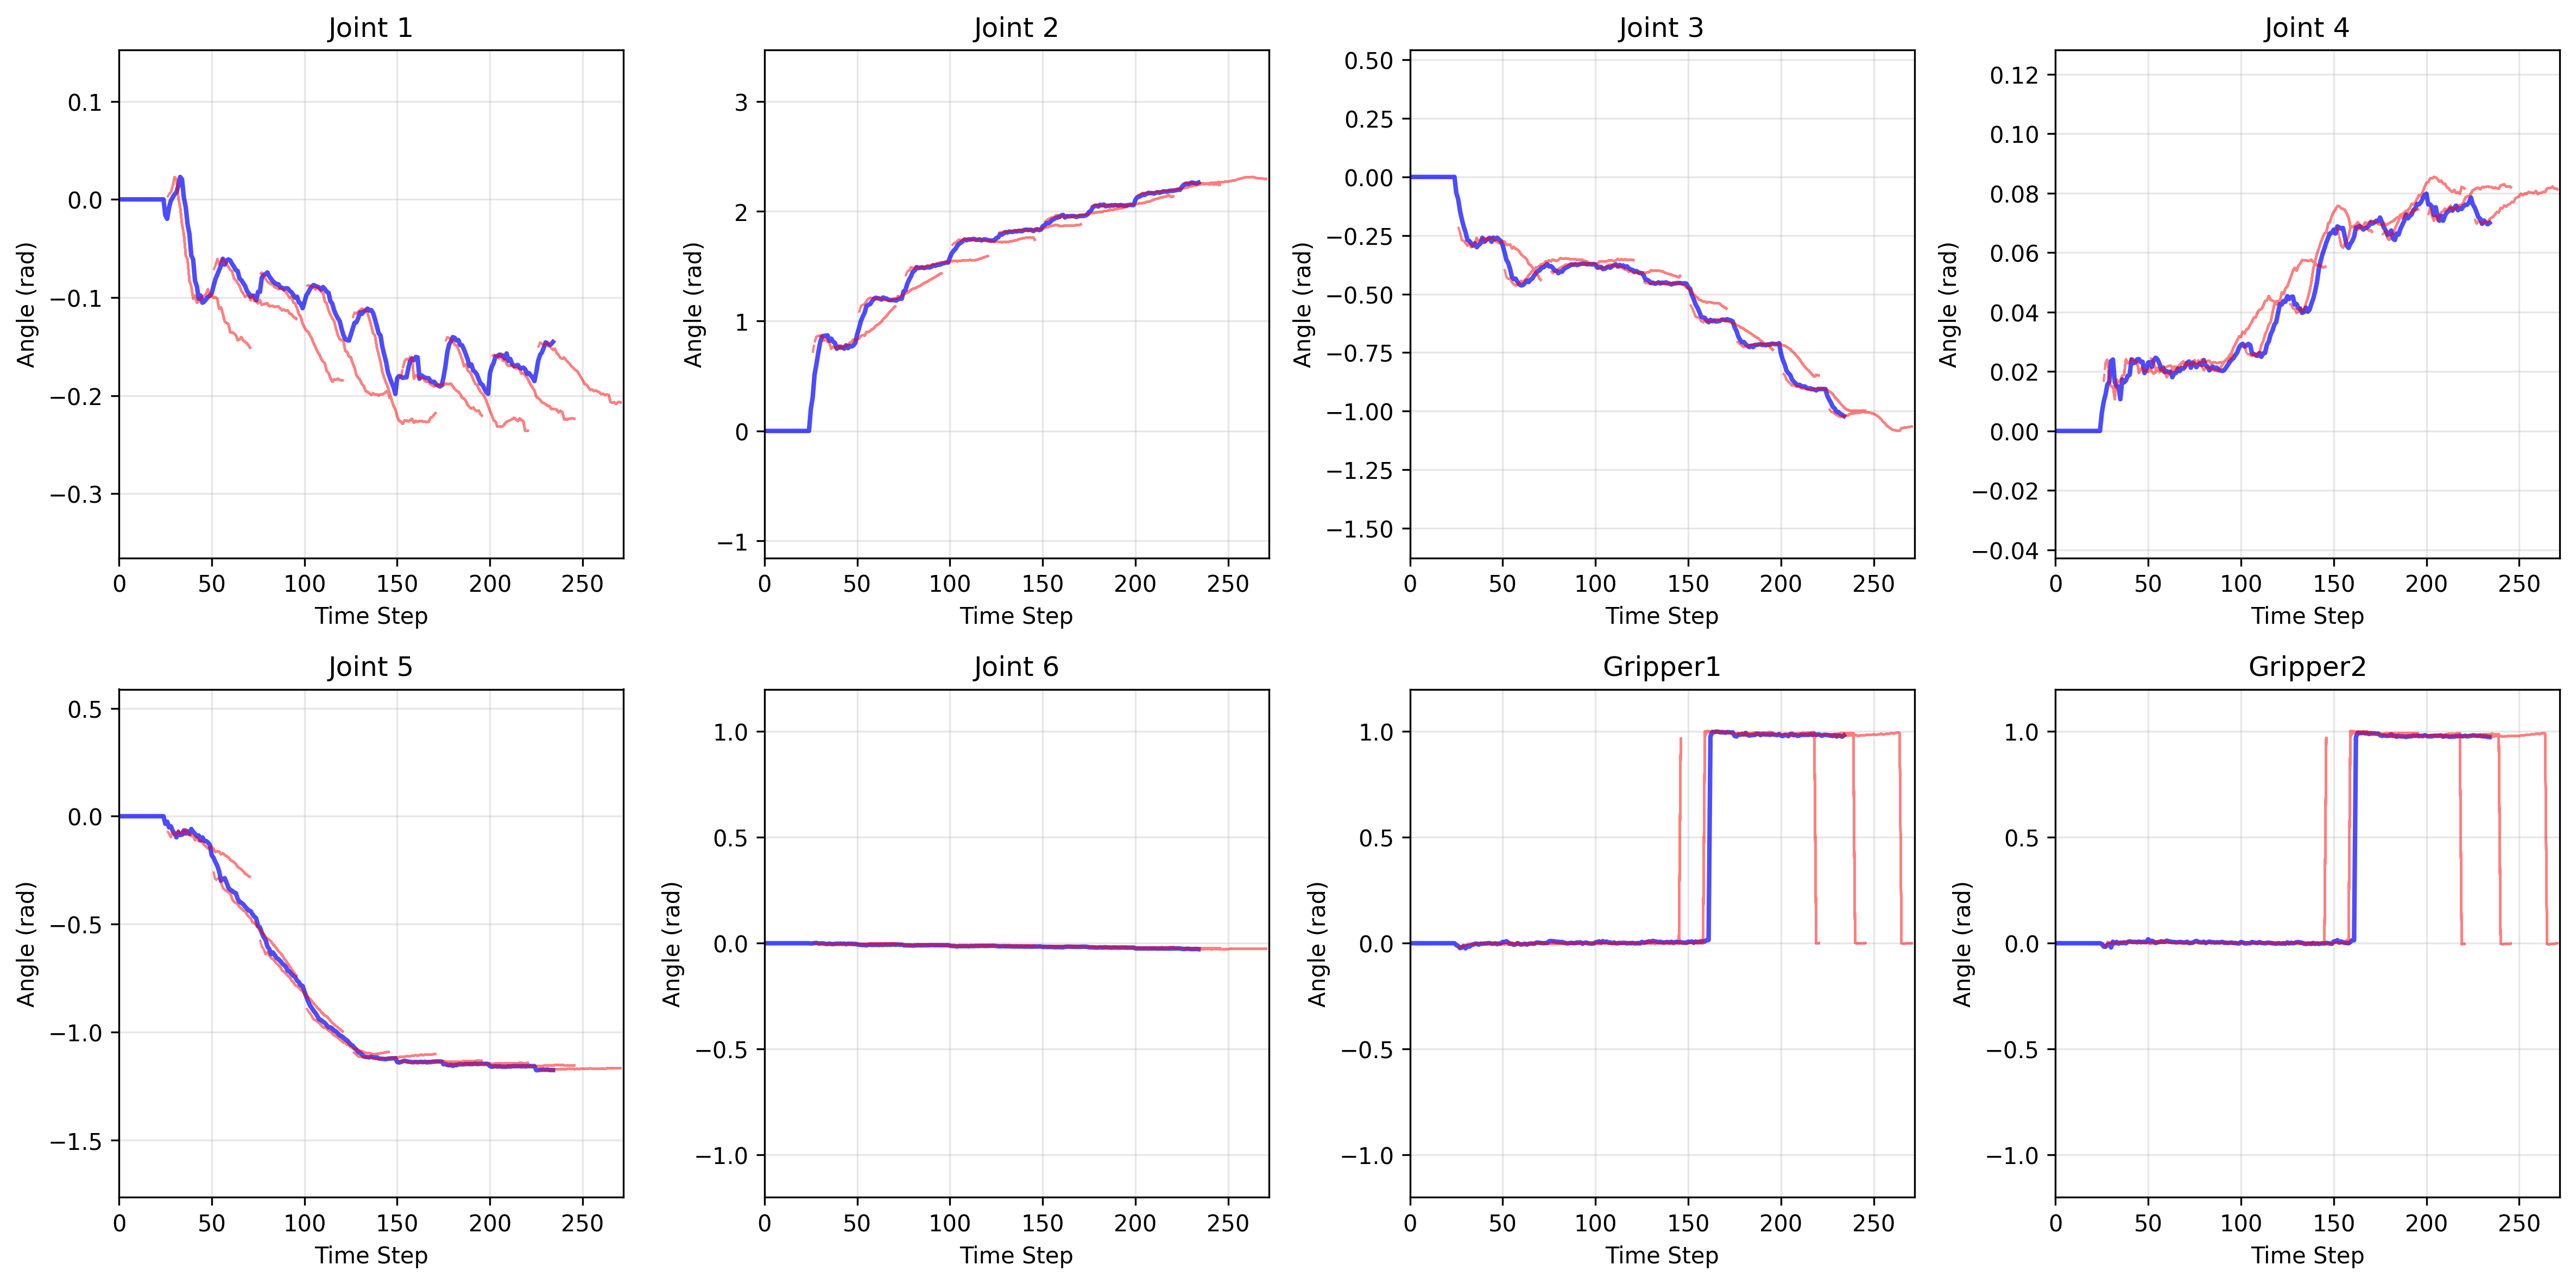 Joint 1
Joint 2
Joint 3
Joint 4
Angle (rad)
0.1
0.0
−0.1
−0.2
−0.3
0 50 100 150 200 250
Time Step
Angle (rad)
3
2
1
0
−1
0 50 100 150 200 250
Time Step
Angle (rad)
0.50
0.25
0.00
−0.25
−0.50
−0.75
−1.00
−1.25
−1.50
0 50 100 150 200 250
Time Step
Angle (rad)
0.12
0.10
0.08
0.06
0.04
0.02
0.00
−0.02
−0.04
0 50 100 150 200 250
Time Step
Joint 5
Joint 6
Gripper1
Gripper2
Angle (rad)
0.5
0.0
−0.5
−1.0
−1.5
0 50 100 150 200 250
Time Step
Angle (rad)
1.0
0.5
0.0
−0.5
−1.0
0 50 100 150 200 250
Time Step
Angle (rad)
1.0
0.5
0.0
−0.5
−1.0
0 50 100 150 200 250
Time Step
Angle (rad)
1.0
0.5
0.0
−0.5
−1.0
0 50 100 150 200 250
Time Step